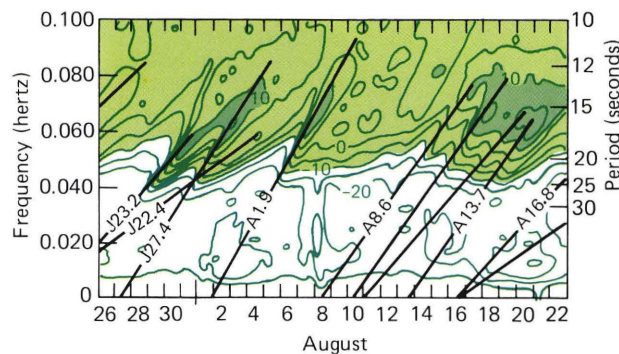 0.100
0.080
0.060
0.040
0.020
0
Frequency (hertz)
10
12
15
20
25
30
Period (seconds)
10
0
-10
-20
J23.2
J22.4
J27.4
A1.9
A8.6
A13.7
A16.8
26 28 30 2 4 6 8 10 12 14 16 18 20 22
August